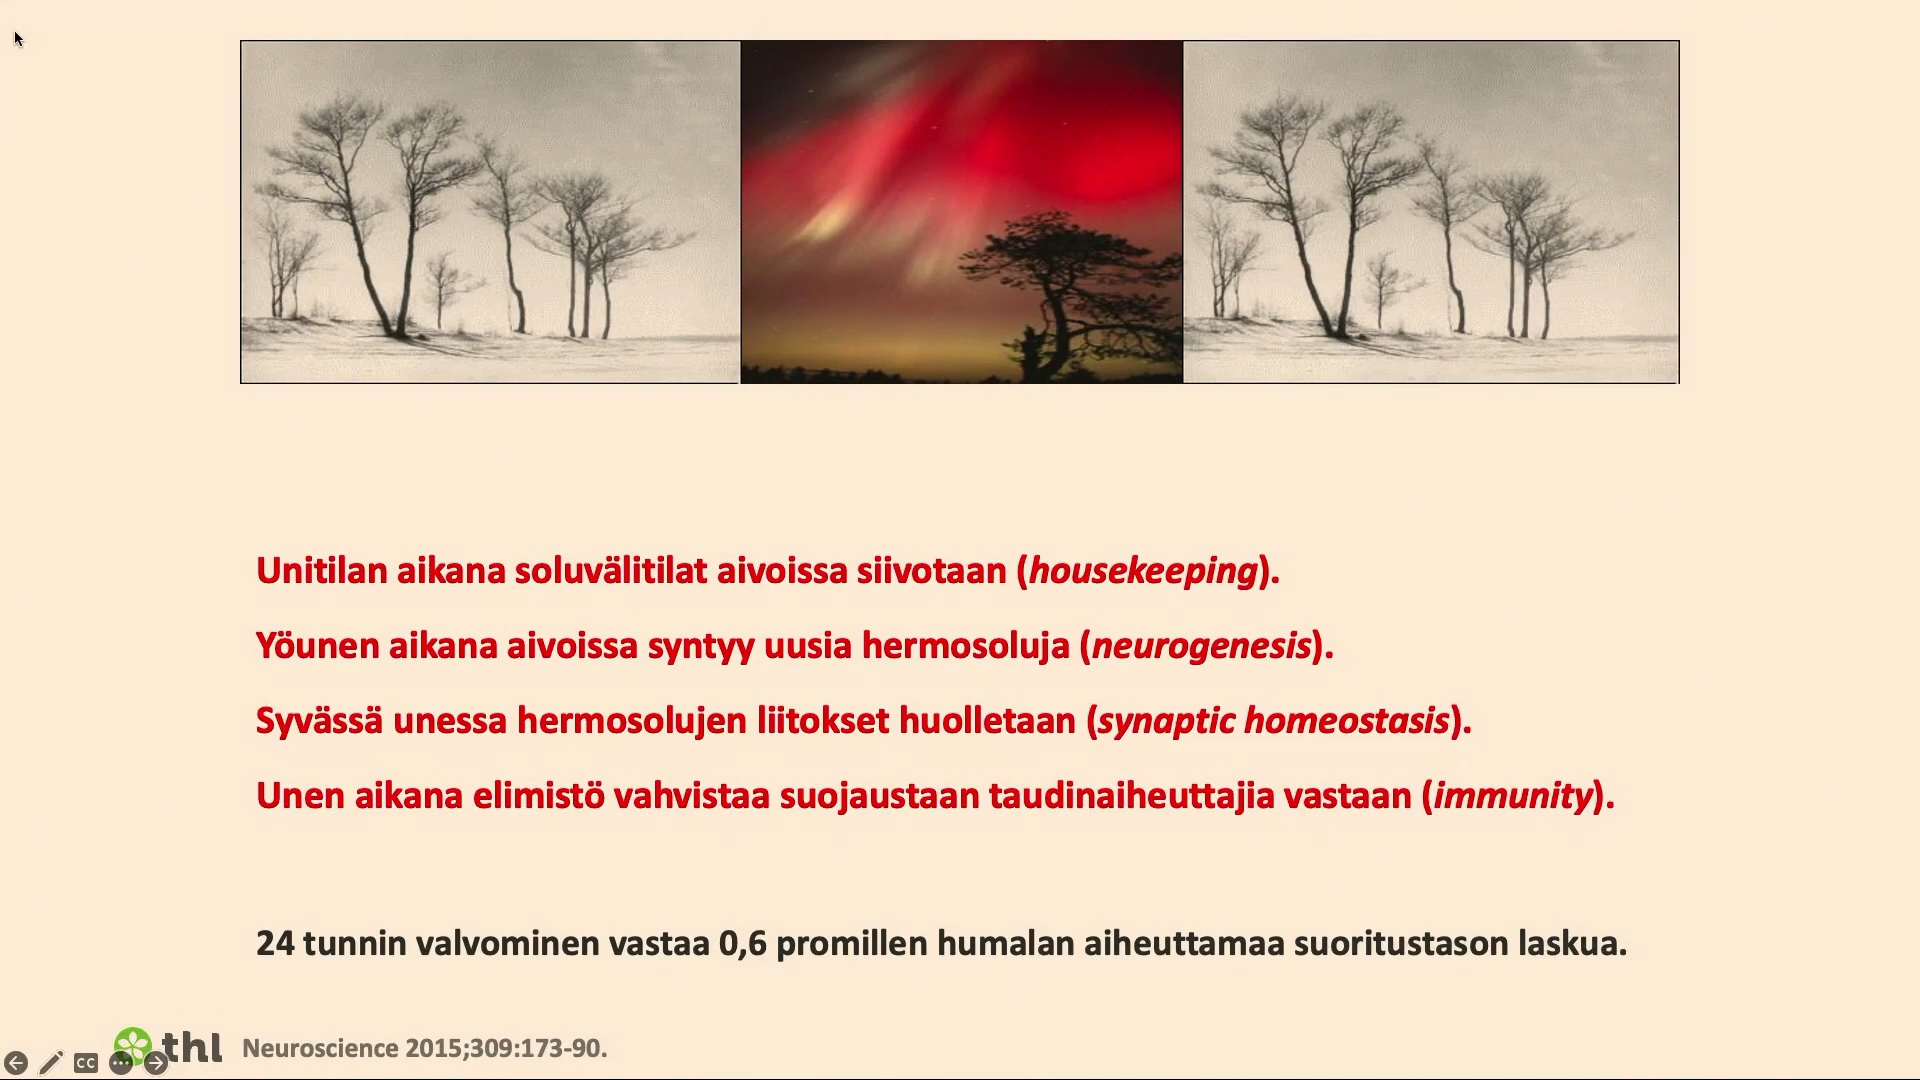 Unitilan aikana soluvälitilat aivoissa siivotaan (housekeeping).
Yöunen aikana aivoissa syntyy uusia hermosoluja (neurogenesis).
Syvässä unessa hermosolujen liitokset huolletaan (synaptic homeostasis).
Unen aikana elimistö vahvistaa suojaustaan taudinaiheuttajia vastaan (immunity).
24 tunnin valvominen vastaa 0,6 promillen humalan aiheuttamaa suoritustason laskua.
thl Neuroscience 2015;309:173-90.
CC